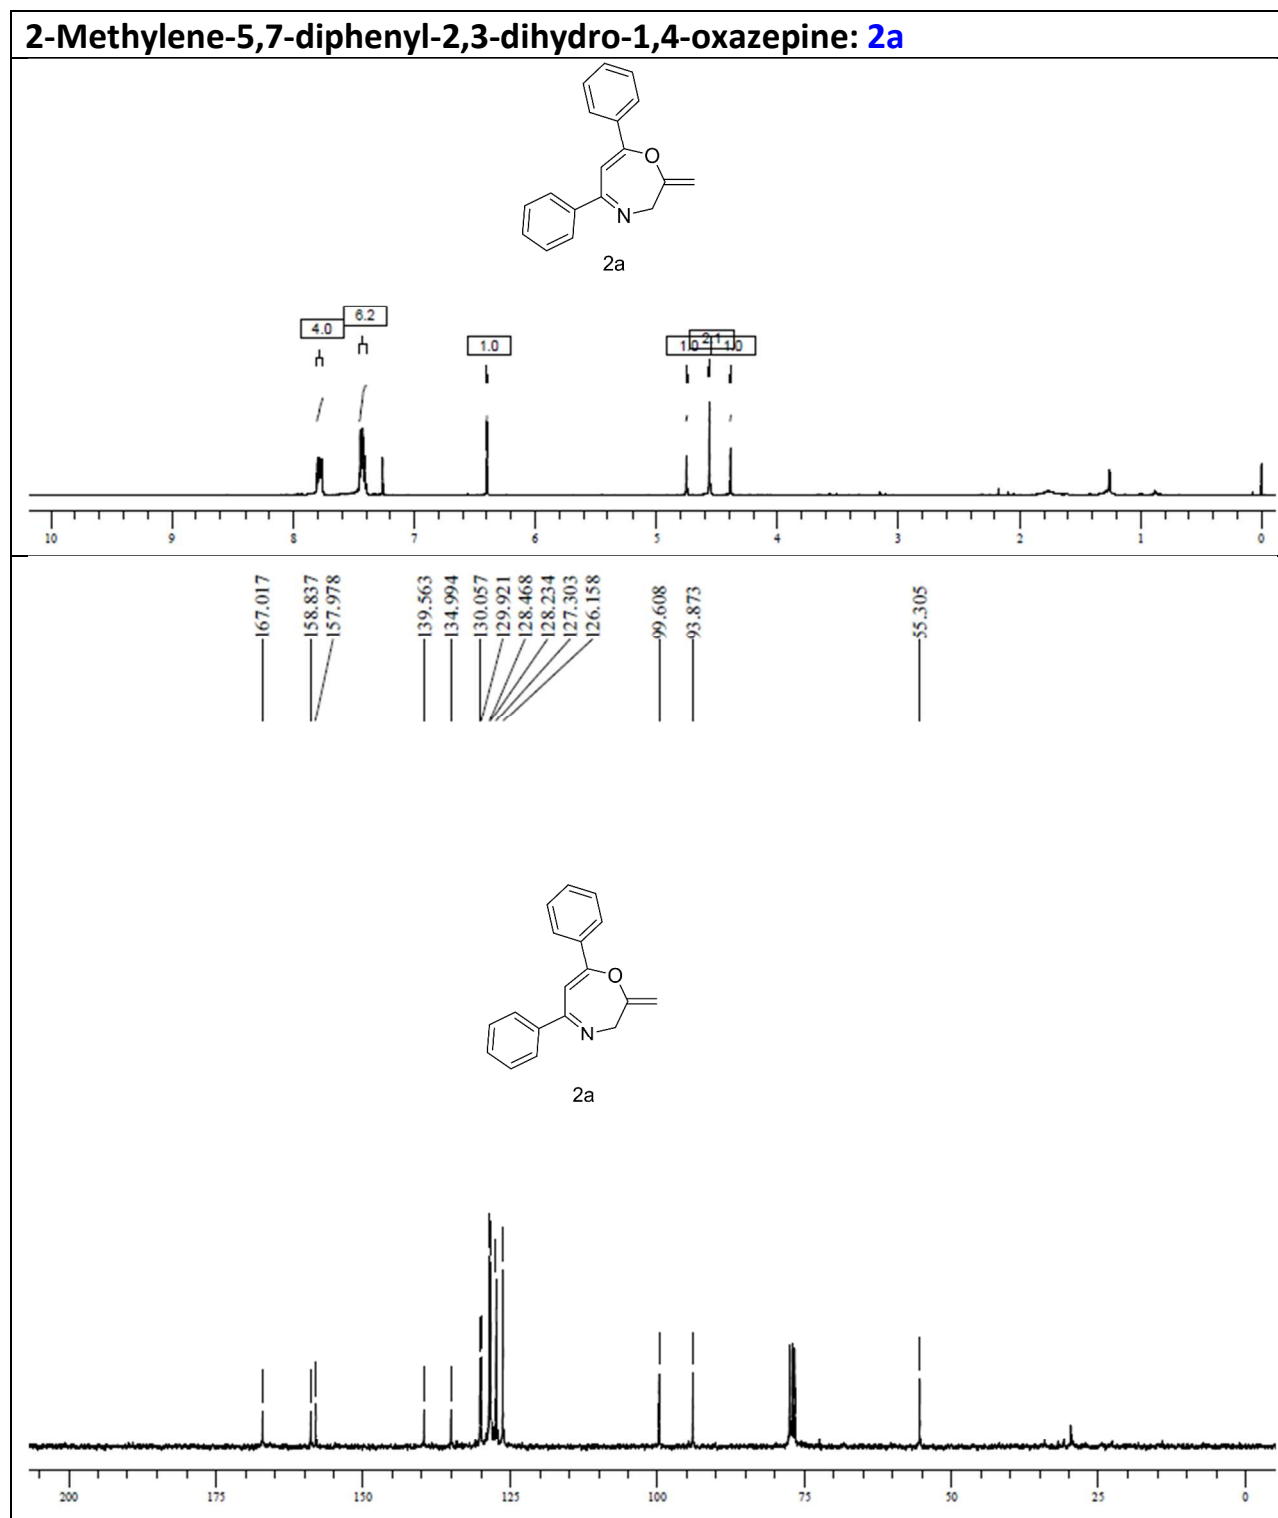 2-Methylene-5,7-diphenyl-2,3-dihydro-1,4-oxazepine: 2a
O
N
2a
4.0 6.2 1.0 1.0 2.1 1.0
10 9 8 7 6 5 4 3 2 1 0
167.017
158.837
157.978
139.563
134.994
130.057
129.921
128.468
128.234
127.303
126.158
99.608
93.873
55.305
O
N
2a
200 175 150 125 100 75 50 25 0